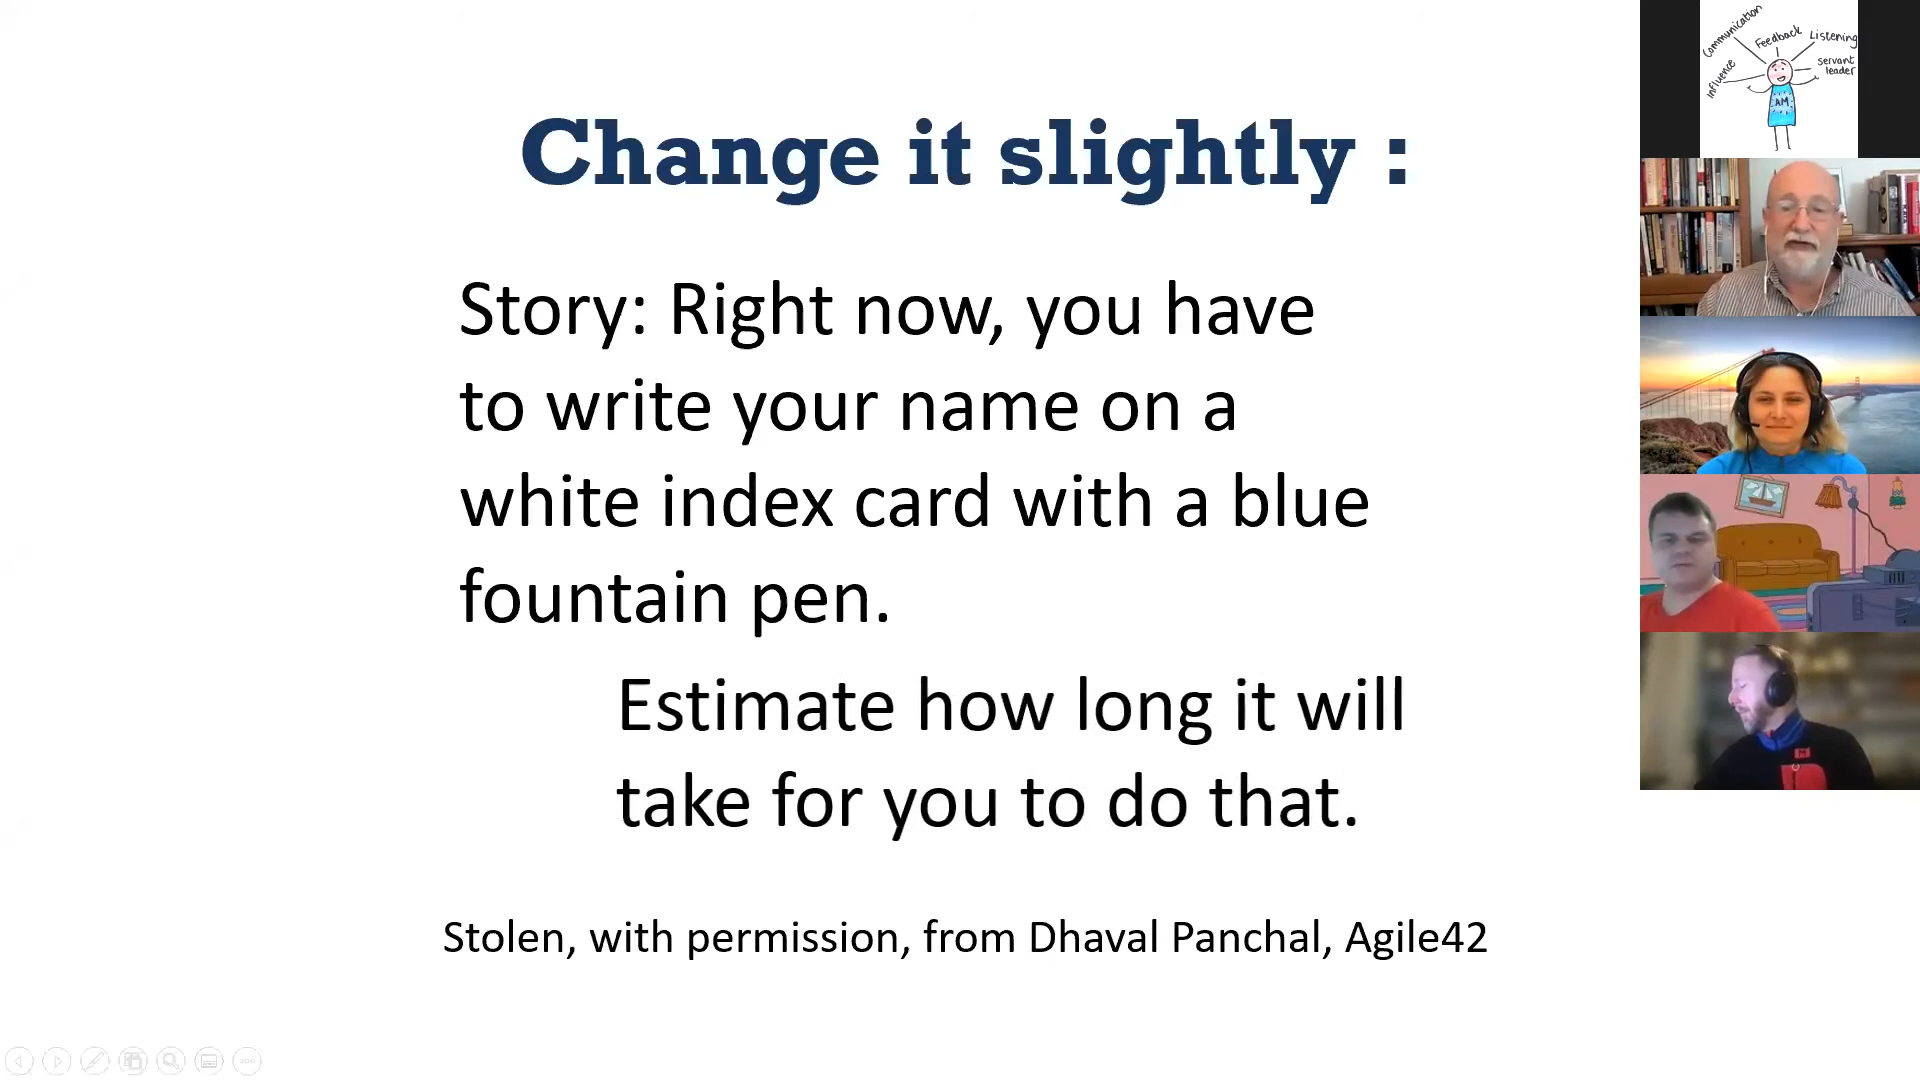 Change it slightly :
Story: Right now, you have
to write your name on a
white index card with a blue
fountain pen.
Estimate how long it will
take for you to do that.
Stolen, with permission, from Dhaval Panchal, Agile42
Communication
Feedback
Listening
Influence
servant
leader
AM